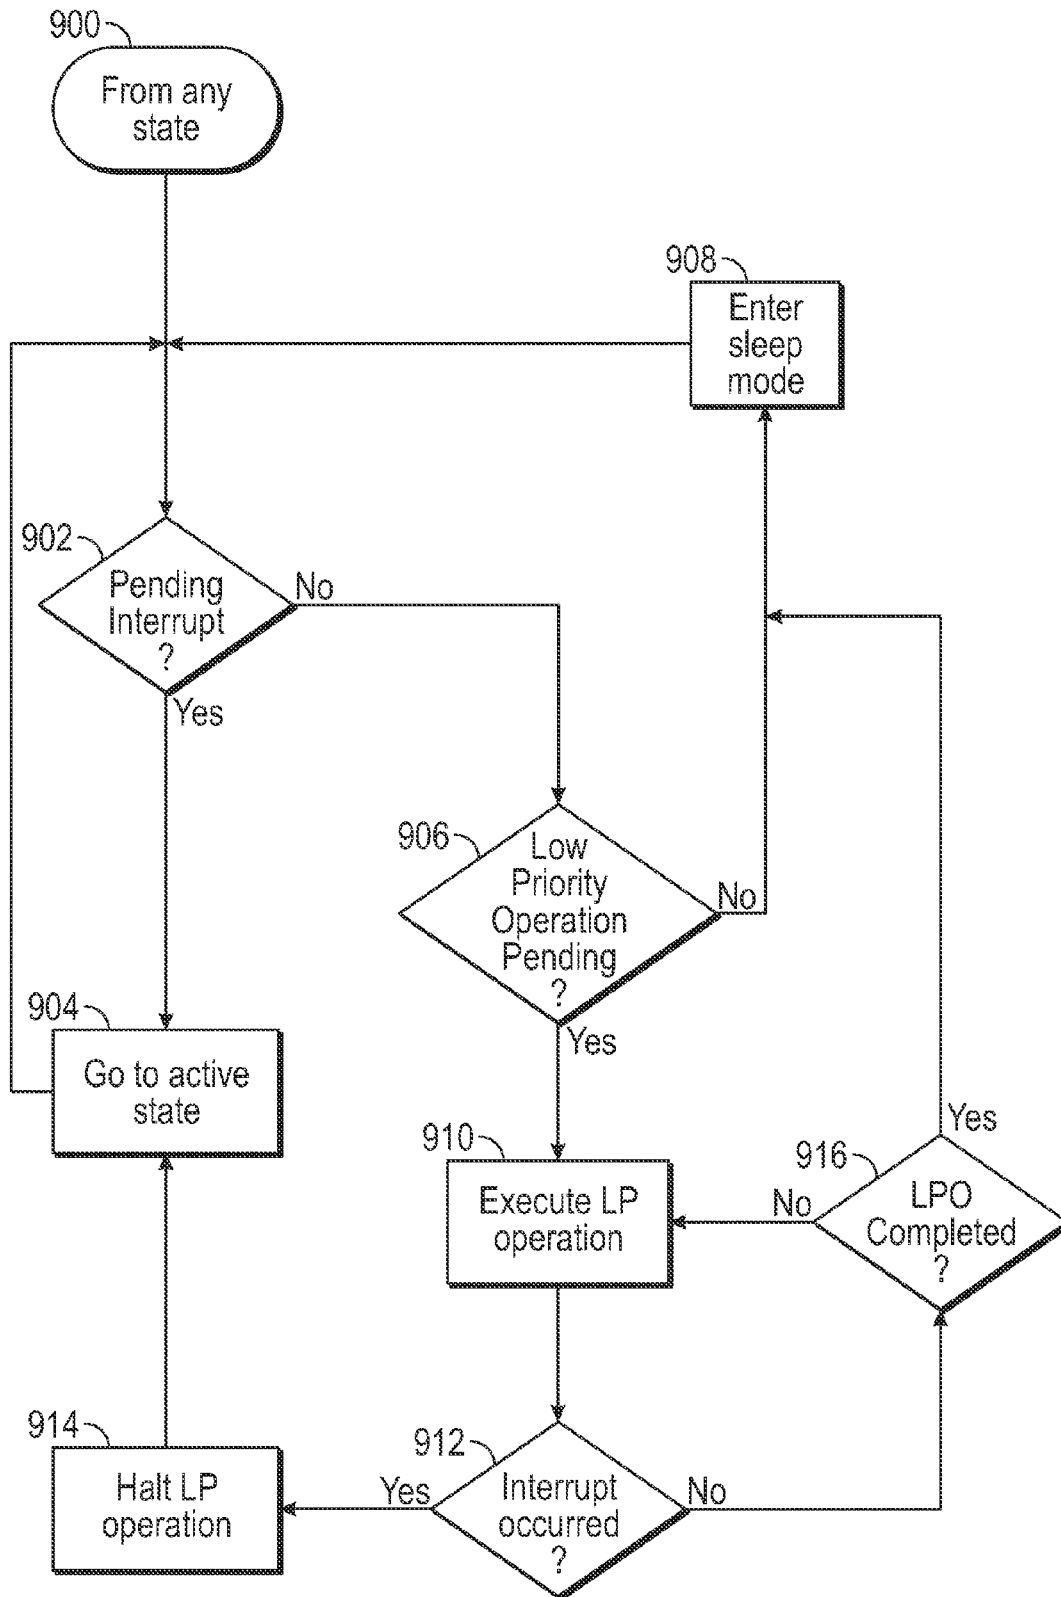 900
From any
state
908
Enter
sleep
mode
902
Pending
Interrupt
?
No
Yes
906
Low
Priority
Operation
Pending
?
No
Yes
904
Go to active
state
910
Execute LP
operation
916
LPO
Completed
?
Yes
No
914
Halt LP
operation
912
Interrupt
occurred
?
Yes
No